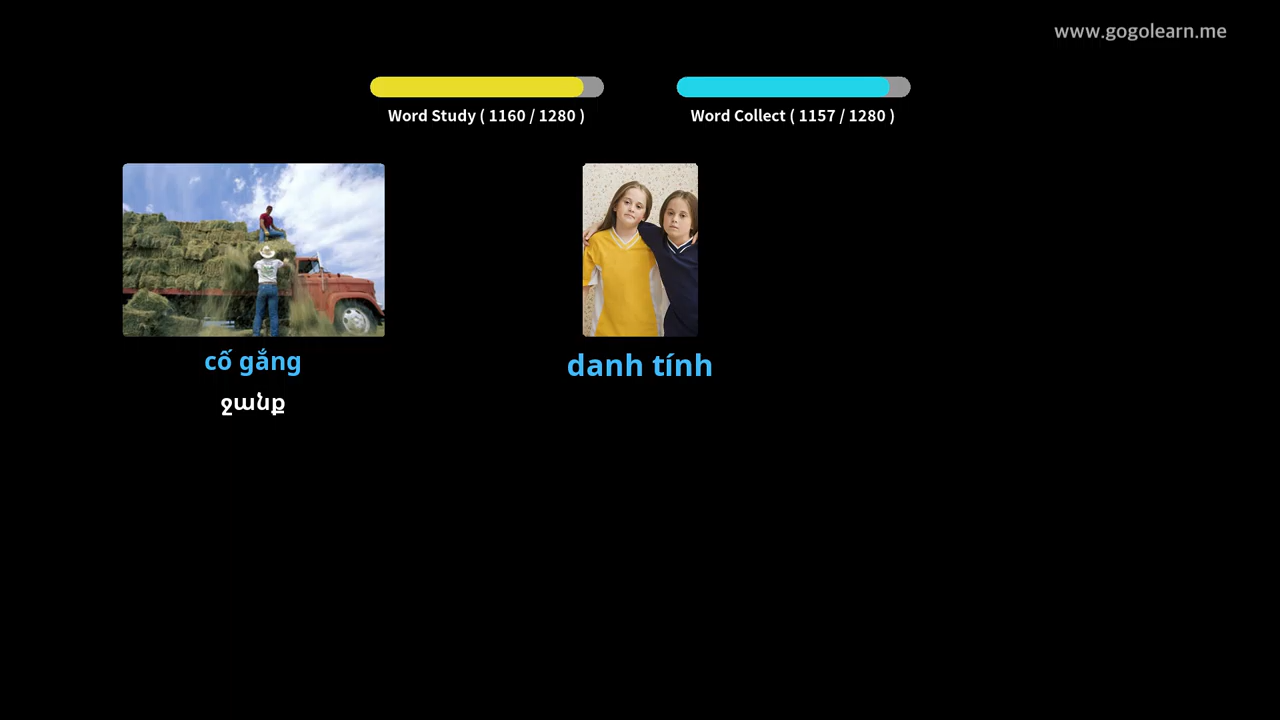 www.gogolearn.me
Word Study ( 1160 / 1280 )
Word Collect ( 1157 / 1280 )
cố gắng
ջանք
danh tính